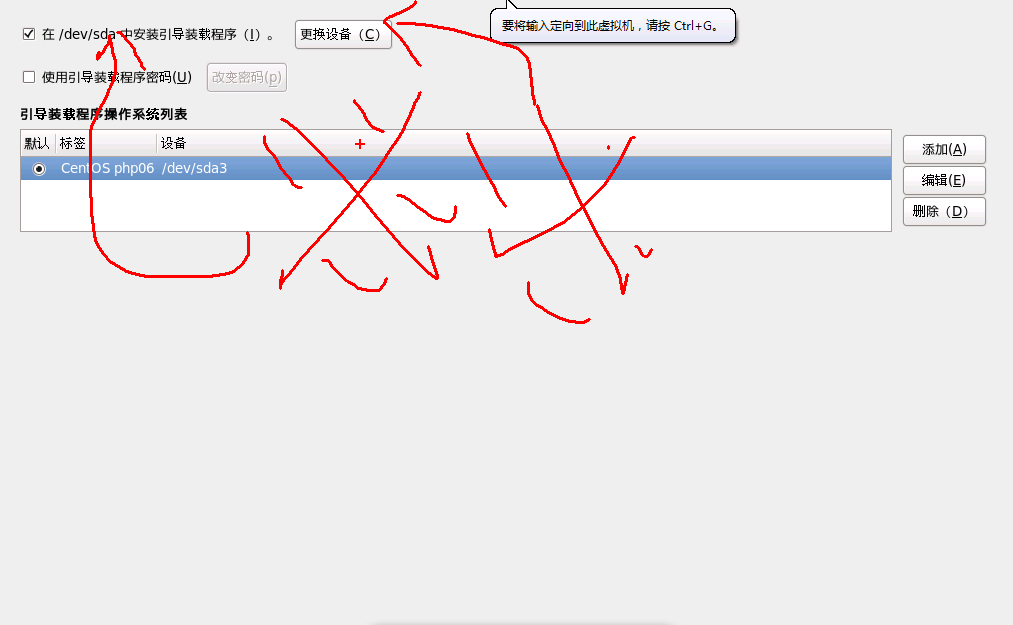 要将输入定向到此虚拟机，请按 Ctrl+G。
在 /dev/sda 中安装引导装载程序（I）。 更换设备（C）
使用引导装载程序密码(U) 改变密码(p)
引导装载程序操作系统列表
默认 标签 设备
CentOS php06 /dev/sda3
添加(A)
编辑(E)
删除（D）